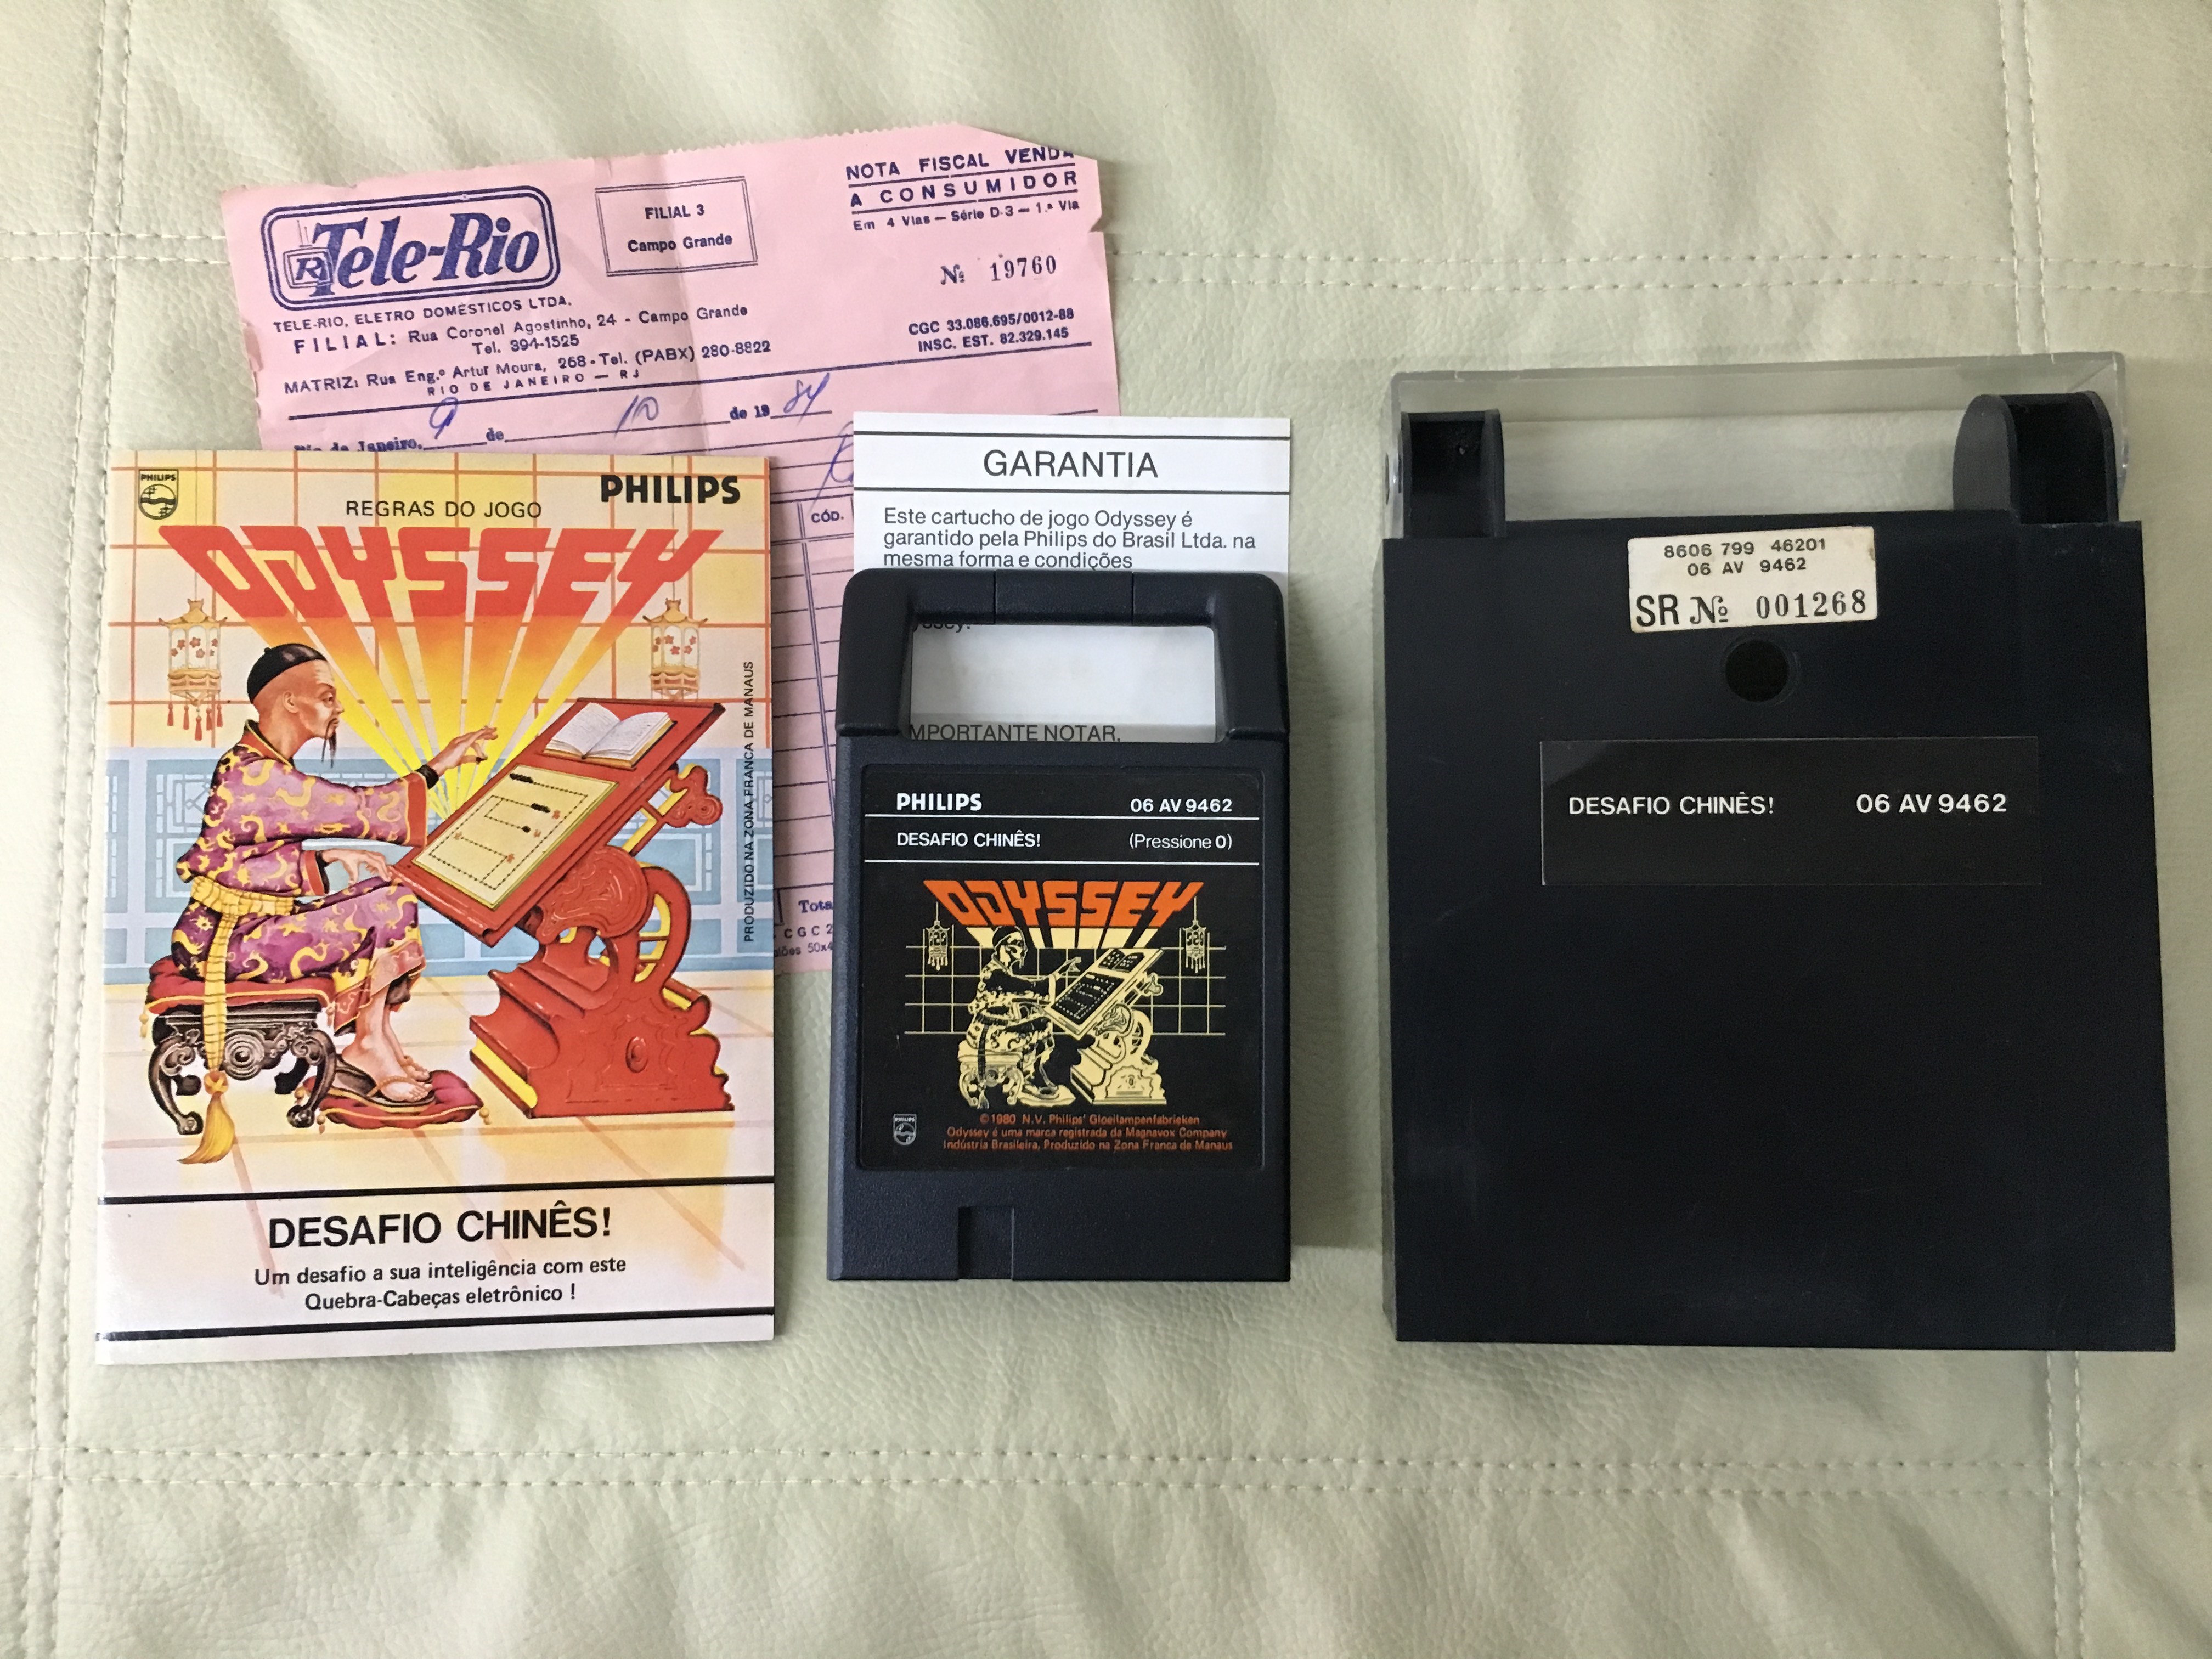 Tele-Rio
R
FILIAL 3
Campo Grande
NOTA FISCAL VENDA
A CONSUMIDOR
Em 4 Vias — Série D-3 — 1.ª Via
Nº 19760
TELE-RIO, ELETRO DOMÉSTICOS LTDA.
FILIAL: Rua Coronel Agostinho, 24 - Campo Grande
Tel. 394-1525
MATRIZ: Rua Eng.º Artur Moura, 268 - Tel. (PABX) 280-8822
RIO DE JANEIRO — RJ
CGC 33.086.695/0012-88
INSC. EST. 82.329.145
Rio de Janeiro, 9 de 10 de 19 84
CÓD.
Tota
CGC 2
50x4
PHILIPS
PHILIPS
REGRAS DO JOGO
ODYSSEY
PRODUZIDO NA ZONA FRANCA DE MANAUS
DESAFIO CHINÊS!
Um desafio a sua inteligência com este
Quebra-Cabeças eletrônico !
GARANTIA
Este cartucho de jogo Odyssey é
garantido pela Philips do Brasil Ltda. na
mesma forma e condições
yssey.
MPORTANTE NOTAR,
PHILIPS 06 AV 9462
DESAFIO CHINÊS! (Pressione 0)
ODYSSEY
PHILIPS
©1980 N.V. Philips' Gloeilampenfabrieken
Odyssey é uma marca registrada da Magnavox Company
Indústria Brasileira, Produzido na Zona Franca de Manaus
8606 799 46201
06 AV 9462
SR Nº 001268
DESAFIO CHINÊS! 06 AV 9462